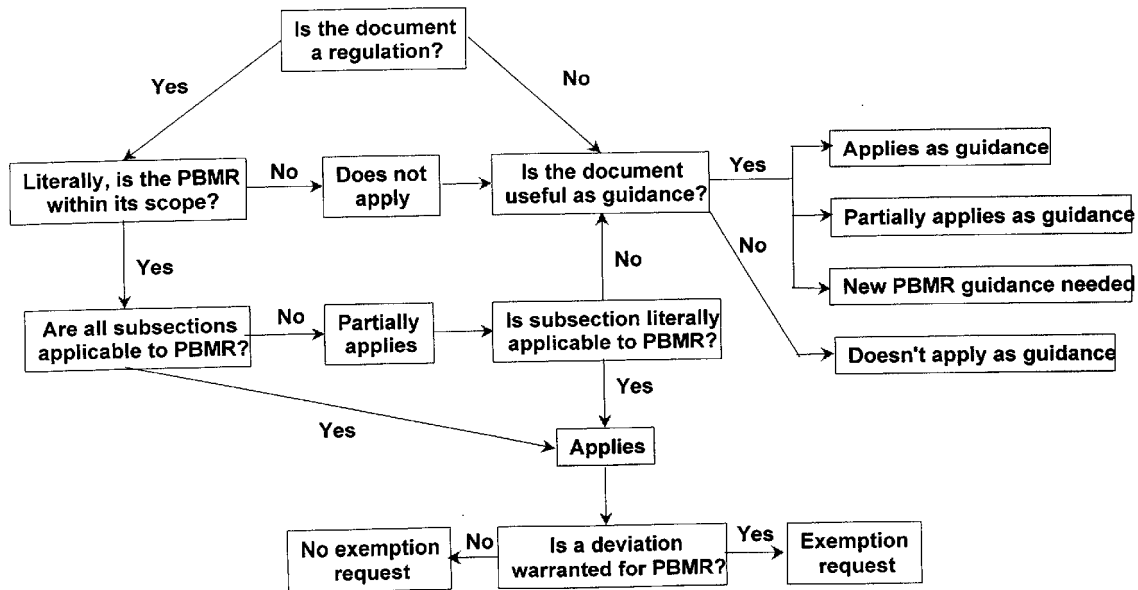 Is the document
a regulation?
Yes
No
Literally, is the PBMR
within its scope?
No
Does not
apply
Is the document
useful as guidance?
Yes
Applies as guidance
Partially applies as guidance
No
New PBMR guidance needed
Doesn't apply as guidance
Yes
No
Are all subsections
applicable to PBMR?
No
Partially
applies
Is subsection literally
applicable to PBMR?
Yes
Yes
Applies
No exemption
request
No
Is a deviation
warranted for PBMR?
Yes
Exemption
request